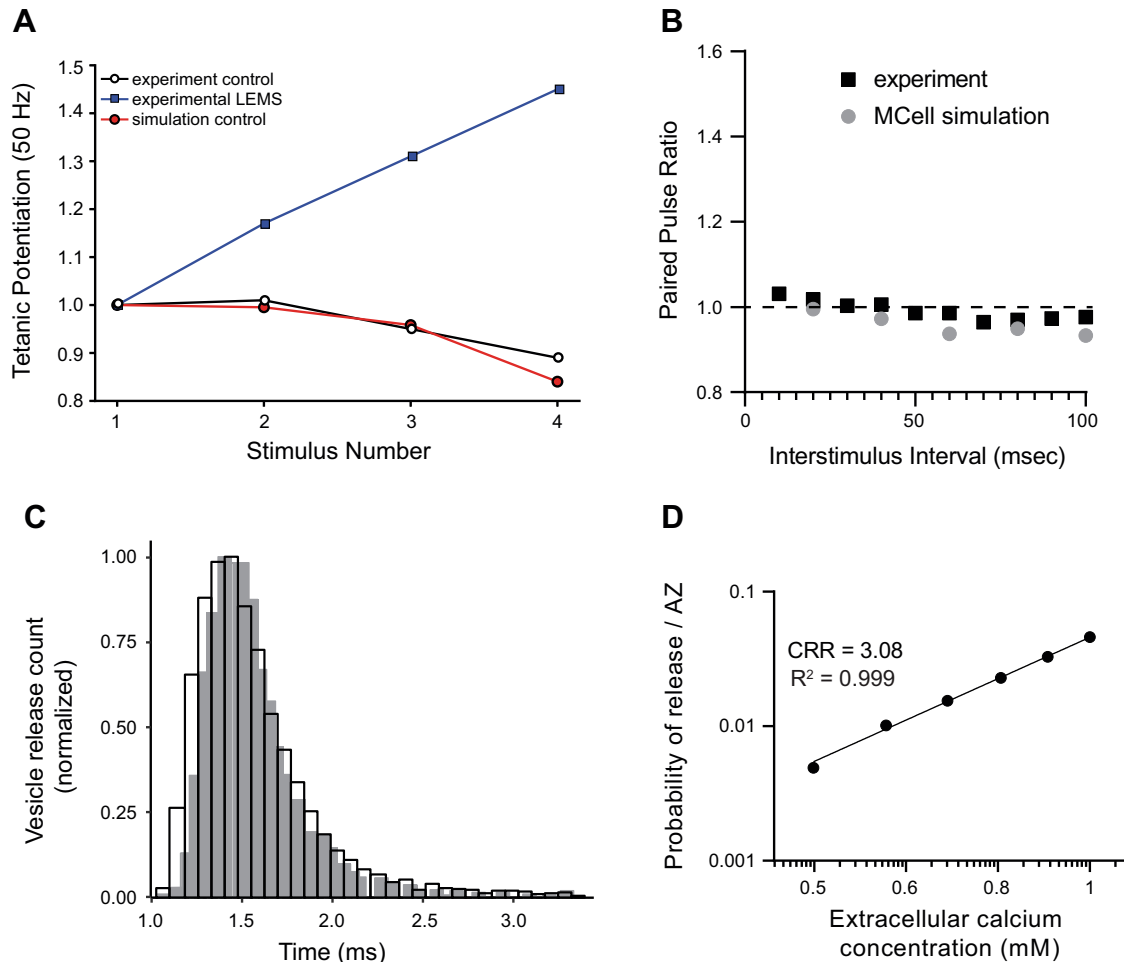 A
Tetanic Potentiation (50 Hz)
1.5
1.4
1.3
1.2
1.1
1.0
0.9
0.8
experiment control
experimental LEMS
simulation control
1 2 3 4
Stimulus Number
B
Paired Pulse Ratio
1.6
1.4
1.2
1.0
0.8
experiment
MCell simulation
0 50 100
Interstimulus Interval (msec)
C
Vesicle release count
(normalized)
1.00
0.75
0.50
0.25
0.00
1.0 1.5 2.0 2.5 3.0
Time (ms)
D
Probability of release / AZ
0.1
0.01
0.001
CRR = 3.08
R² = 0.999
0.5 0.6 0.8 1
Extracellular calcium
concentration (mM)